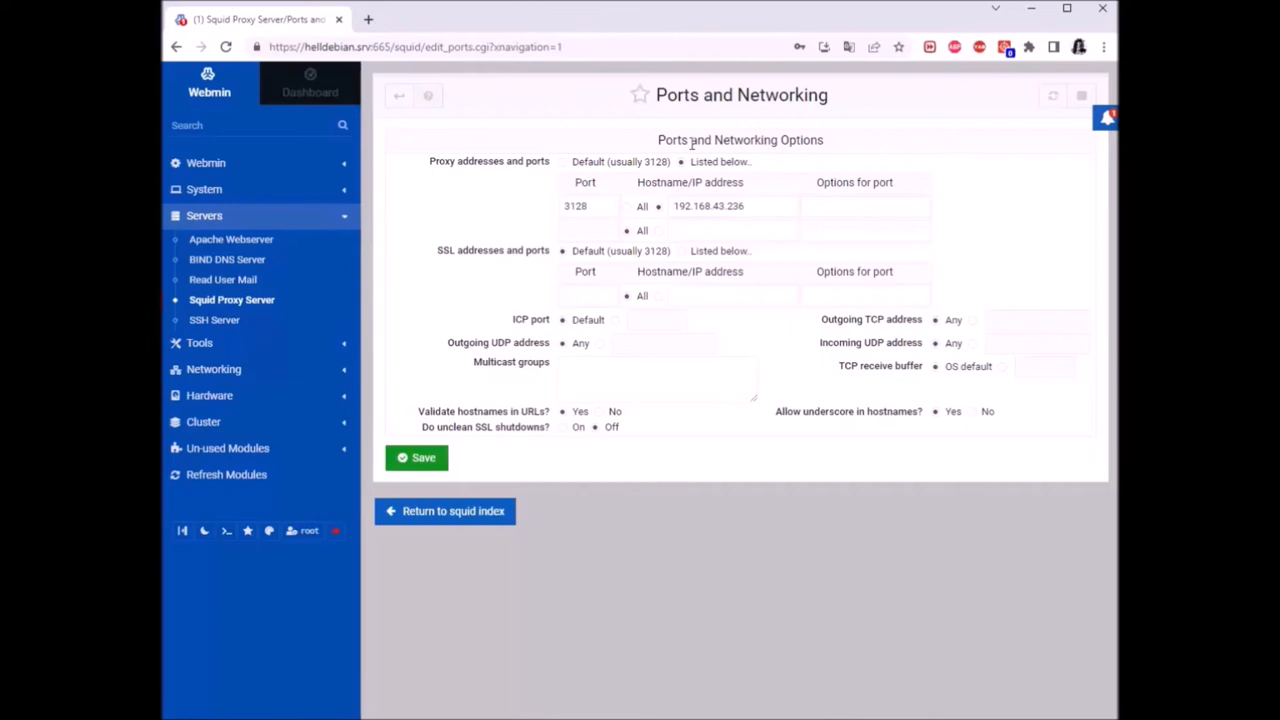 (1) Squid Proxy Server/Ports and
https://helldebian.srv:665/squid/edit_ports.cgi?xnavigation=1
ABP
0
Webmin
Dashboard
Search
Webmin
System
Servers
Apache Webserver
BIND DNS Server
Read User Mail
Squid Proxy Server
SSH Server
Tools
Networking
Hardware
Cluster
Un-used Modules
Refresh Modules
root
Ports and Networking
Ports and Networking Options
Proxy addresses and ports Default (usually 3128) Listed below..
Port Hostname/IP address Options for port
3128 All 192.168.43.236
All
SSL addresses and ports Default (usually 3128) Listed below..
Port Hostname/IP address Options for port
All
ICP port Default Outgoing TCP address Any
Outgoing UDP address Any Incoming UDP address Any
Multicast groups TCP receive buffer OS default
Validate hostnames in URLs? Yes No Allow underscore in hostnames? Yes No
Do unclean SSL shutdowns? On Off
Save
Return to squid index